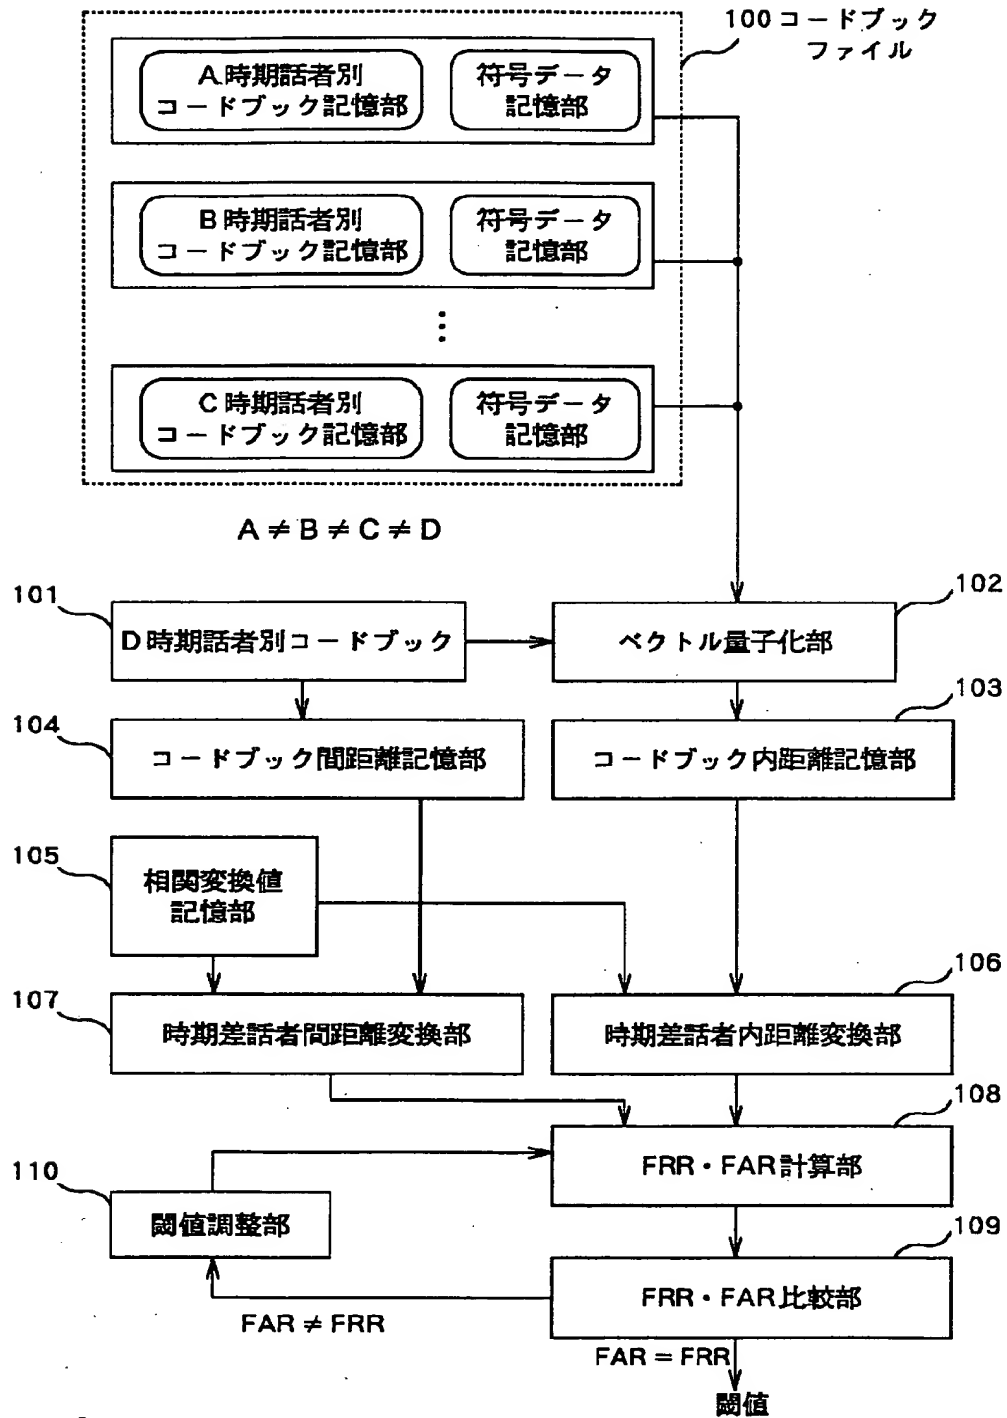 100 コードブック
ファイル
A 時期話者別
コードブック記憶部
符号データ
記憶部
B 時期話者別
コードブック記憶部
符号データ
記憶部
C 時期話者別
コードブック記憶部
符号データ
記憶部
A ≠ B ≠ C ≠ D
101
D 時期話者別コードブック
102
ベクトル量子化部
103
コードブック内距離記憶部
104
コードブック間距離記憶部
105
相関変換値
記憶部
106
時期差話者内距離変換部
107
時期差話者間距離変換部
108
FRR・FAR計算部
110
閾値調整部
109
FRR・FAR比較部
FAR ≠ FRR
FAR = FRR
閾値